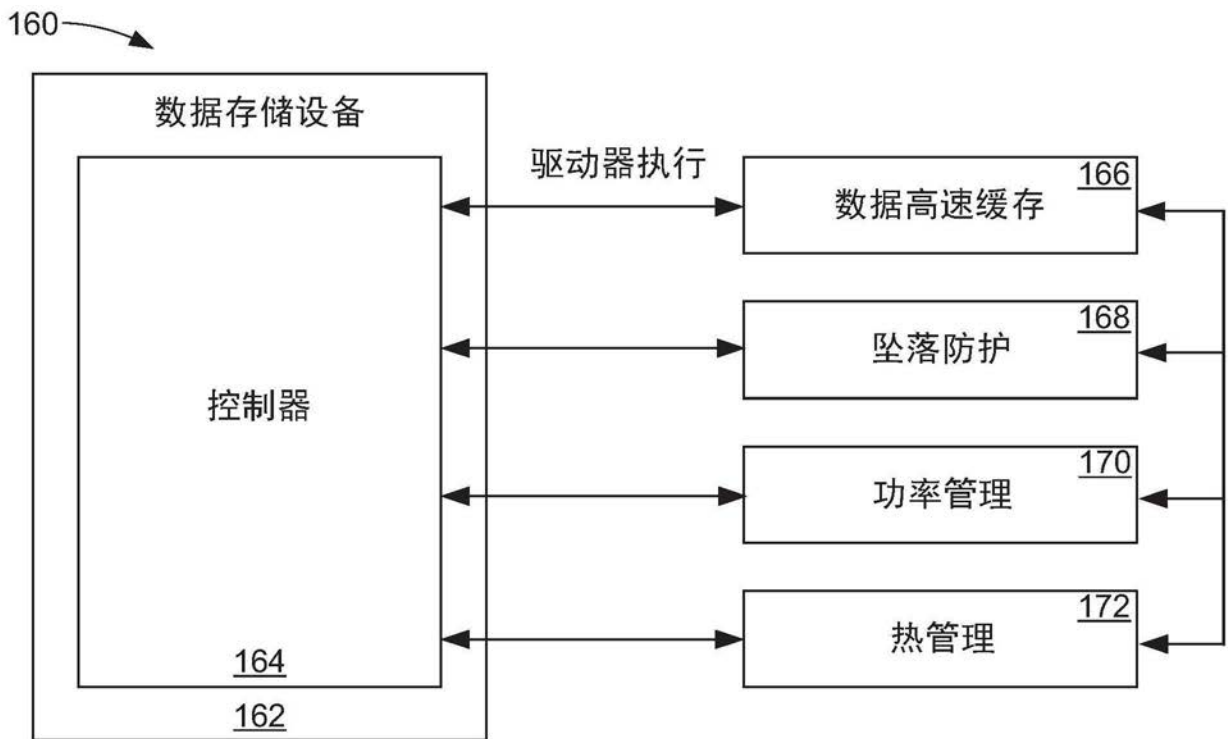 160
数据存储设备
驱动器执行
166
数据高速缓存
168
坠落防护
控制器
170
功率管理
172
热管理
164
162